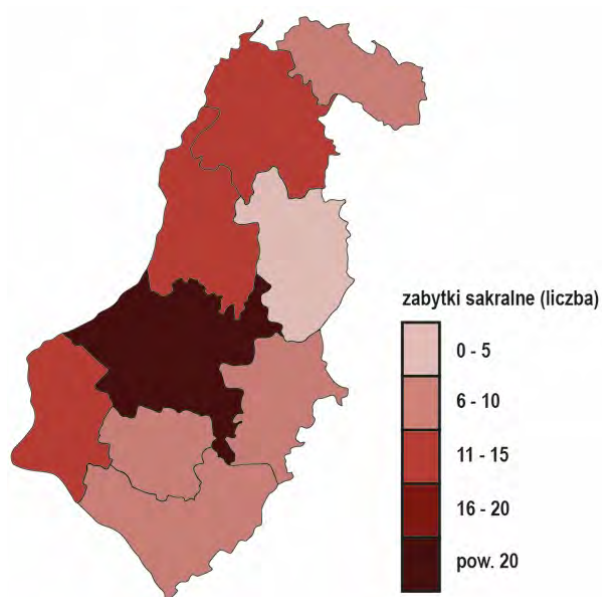 zabytki sakralne (liczba)
0 - 5
6 - 10
11 - 15
16 - 20
pow. 20